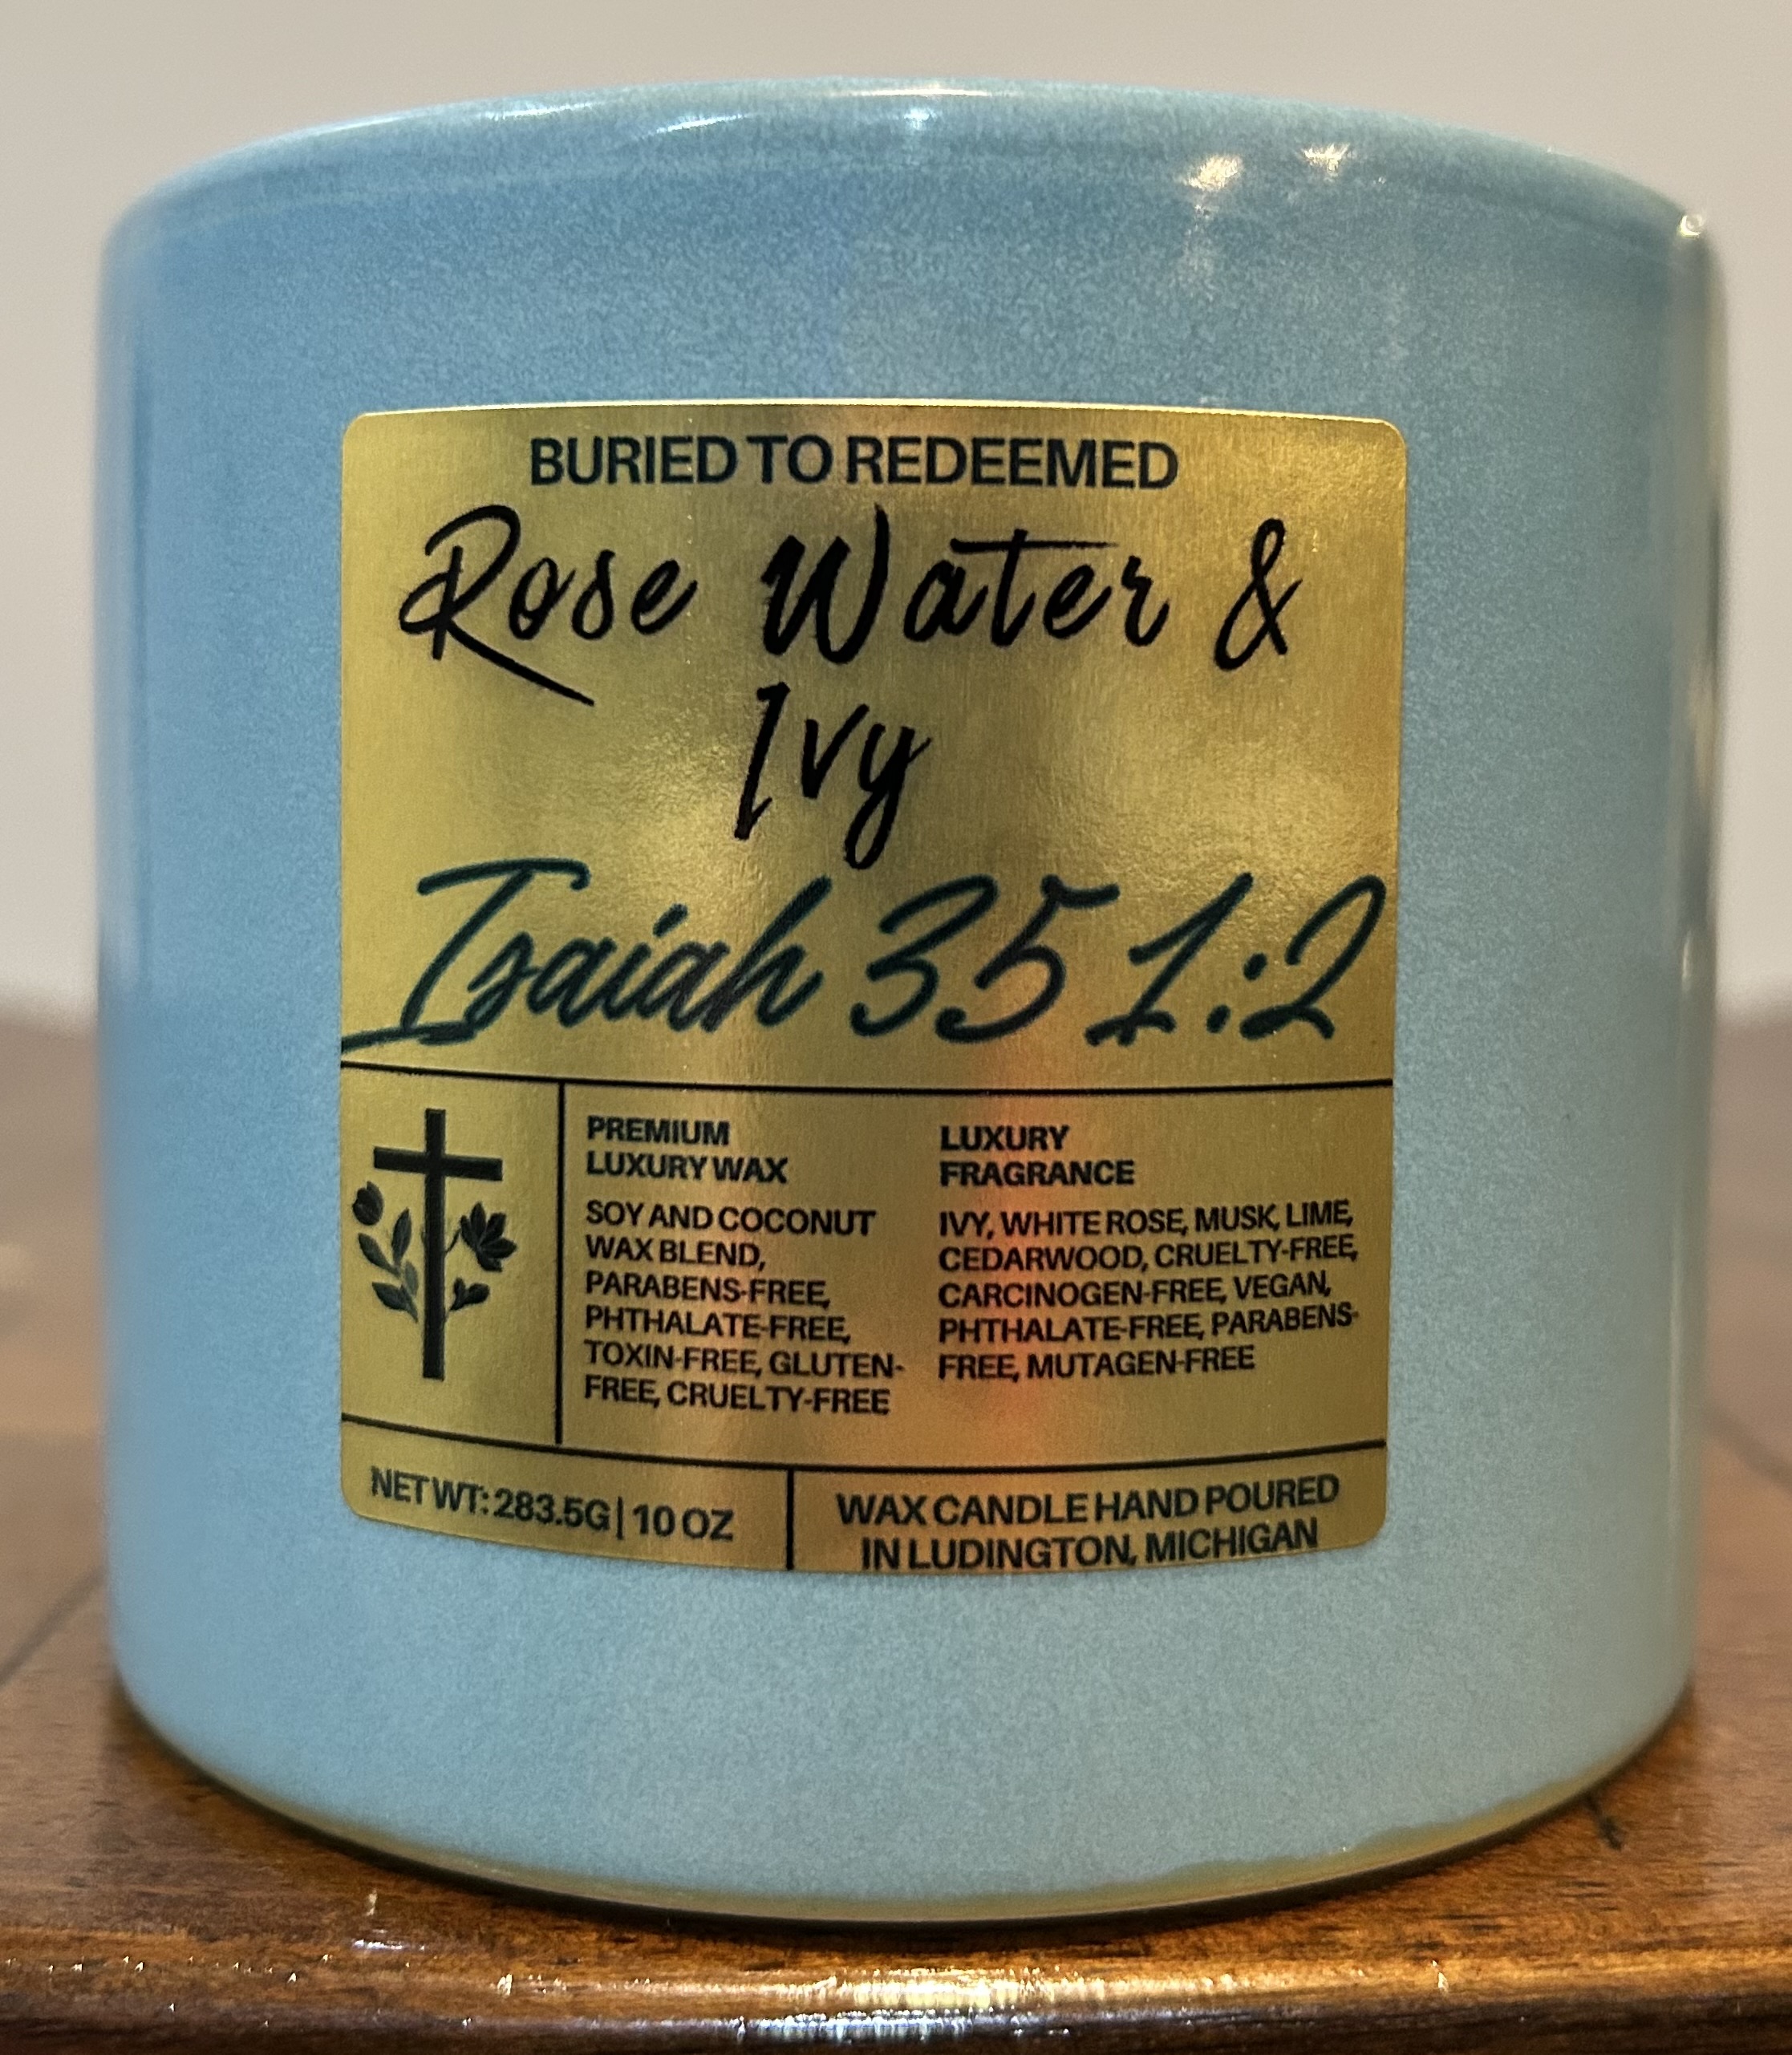 BURIED TO REDEEMED
Rose Water &
Ivy
Isaiah 35 1:2
PREMIUM
LUXURY WAX
SOY AND COCONUT
WAX BLEND,
PARABENS-FREE,
PHTHALATE-FREE,
TOXIN-FREE, GLUTEN-
FREE, CRUELTY-FREE
LUXURY
FRAGRANCE
IVY, WHITE ROSE, MUSK, LIME,
CEDARWOOD, CRUELTY-FREE,
CARCINOGEN-FREE, VEGAN,
PHTHALATE-FREE, PARABENS-
FREE, MUTAGEN-FREE
NET WT: 283.5G | 10 OZ
WAX CANDLE HAND POURED
IN LUDINGTON, MICHIGAN